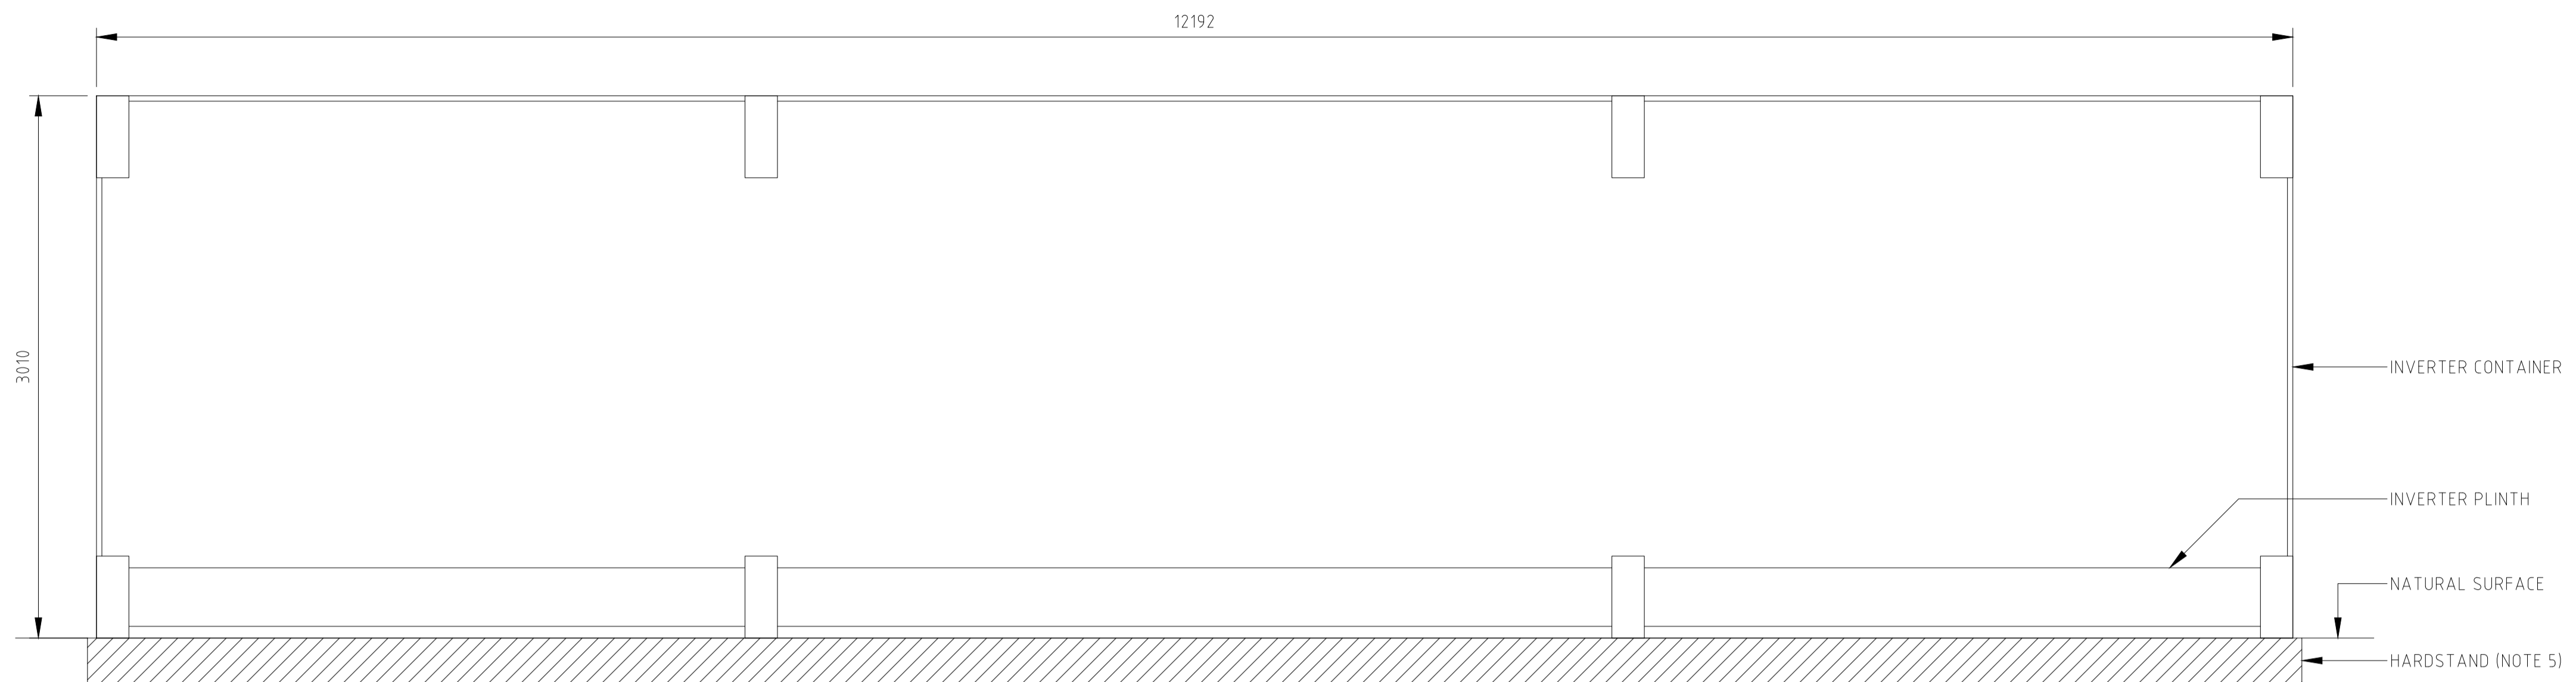 12192
3010
INVERTER CONTAINER
INVERTER PLINTH
NATURAL SURFACE
HARDSTAND (NOTE 5)